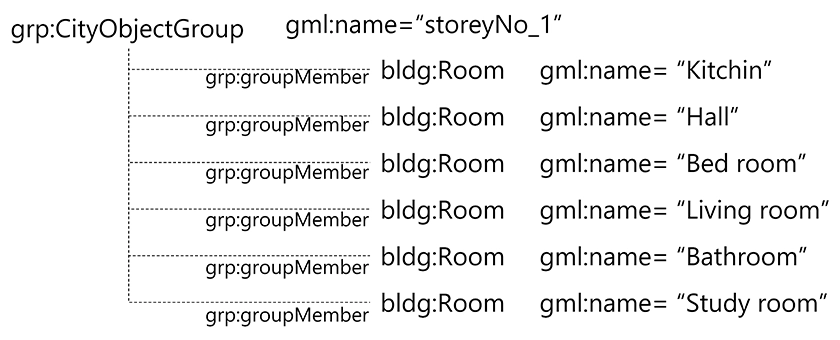 grp:CityObjectGroup gml:name=“storeyNo_1”
grp:groupMember bldg:Room gml:name= “Kitchin”
grp:groupMember bldg:Room gml:name= “Hall”
grp:groupMember bldg:Room gml:name= “Bed room”
grp:groupMember bldg:Room gml:name= “Living room”
grp:groupMember bldg:Room gml:name= “Bathroom”
grp:groupMember bldg:Room gml:name= “Study room”